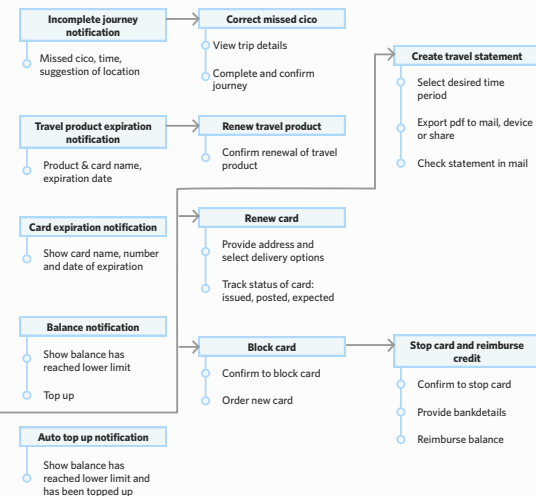 Incomplete journey
notification
Missed cico, time,
suggestion of location
Correct missed cico
View trip details
Complete and confirm
journey
Create travel statement
Select desired time
period
Export pdf to mail, device
or share
Check statement in mail
Travel product expiration
notification
Product & card name,
expiration date
Renew travel product
Confirm renewal of travel
product
Card expiration notification
Show card name, number
and date of expiration
Renew card
Provide address and
select delivery options
Track status of card:
issued, posted, expected
Balance notification
Show balance has
reached lower limit
Top up
Block card
Confirm to block card
Order new card
Stop card and reimburse
credit
Confirm to stop card
Provide bankdetails
Reimburse balance
Auto top up notification
Show balance has
reached lower limit and
has been topped up